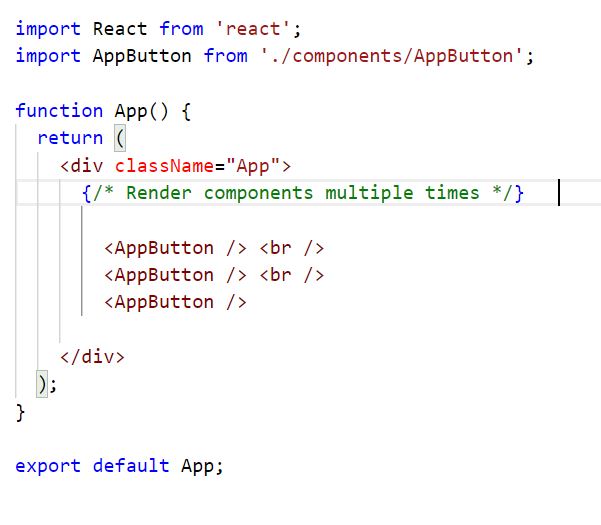 import React from 'react';
import AppButton from './components/AppButton';
function App() {
return (
<div className="App">
{/* Render components multiple times */}
<AppButton /> <br />
<AppButton /> <br />
<AppButton />
</div>
);
}
export default App;